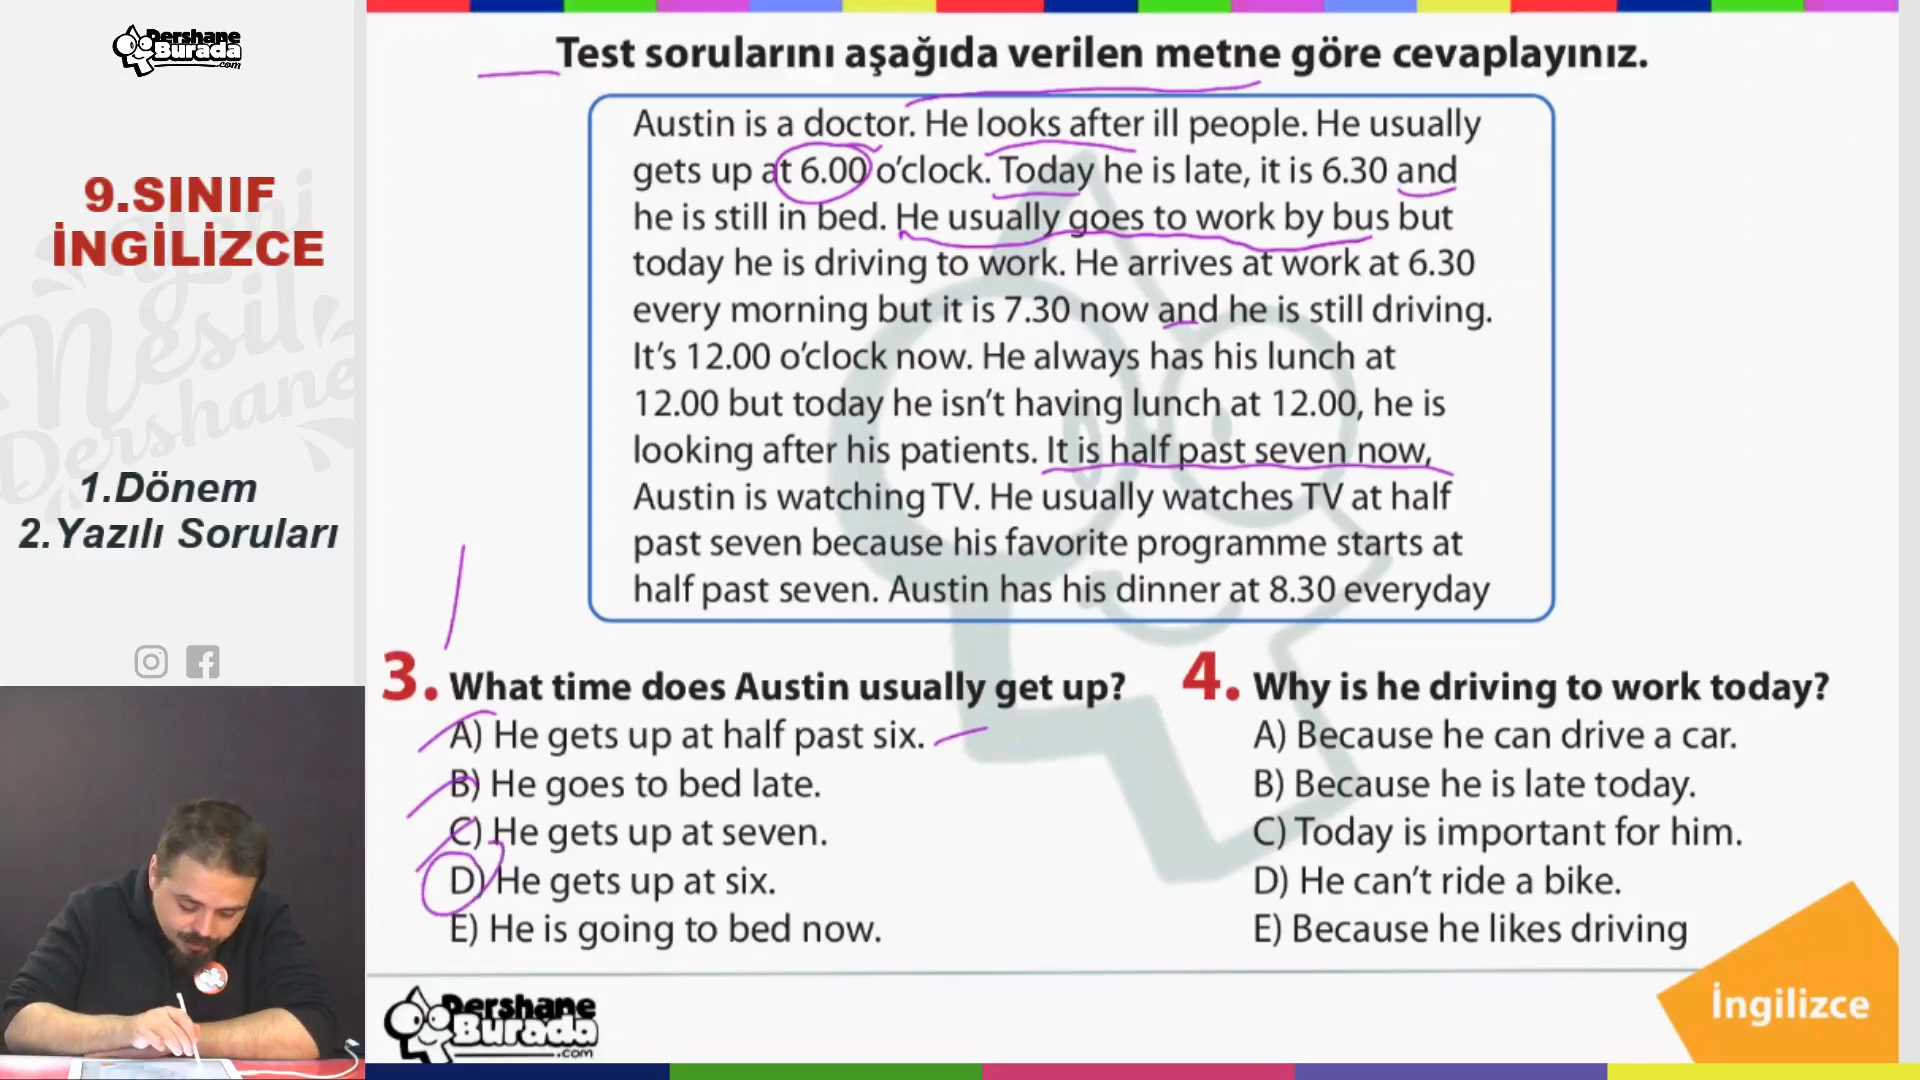 Dershane
Burada
.com
9.SINIF
İNGİLİZCE
Yeni
Nesil
Dershane
1.Dönem
2.Yazılı Soruları
Test sorularını aşağıda verilen metne göre cevaplayınız.
Austin is a doctor. He looks after ill people. He usually
gets up at 6.00 o’clock. Today he is late, it is 6.30 and
he is still in bed. He usually goes to work by bus but
today he is driving to work. He arrives at work at 6.30
every morning but it is 7.30 now and he is still driving.
It’s 12.00 o’clock now. He always has his lunch at
12.00 but today he isn’t having lunch at 12.00, he is
looking after his patients. It is half past seven now,
Austin is watching TV. He usually watches TV at half
past seven because his favorite programme starts at
half past seven. Austin has his dinner at 8.30 everyday
3. What time does Austin usually get up?
A) He gets up at half past six.
B) He goes to bed late.
C) He gets up at seven.
D) He gets up at six.
E) He is going to bed now.
4. Why is he driving to work today?
A) Because he can drive a car.
B) Because he is late today.
C) Today is important for him.
D) He can’t ride a bike.
E) Because he likes driving
Dershane
Burada
.com
İngilizce